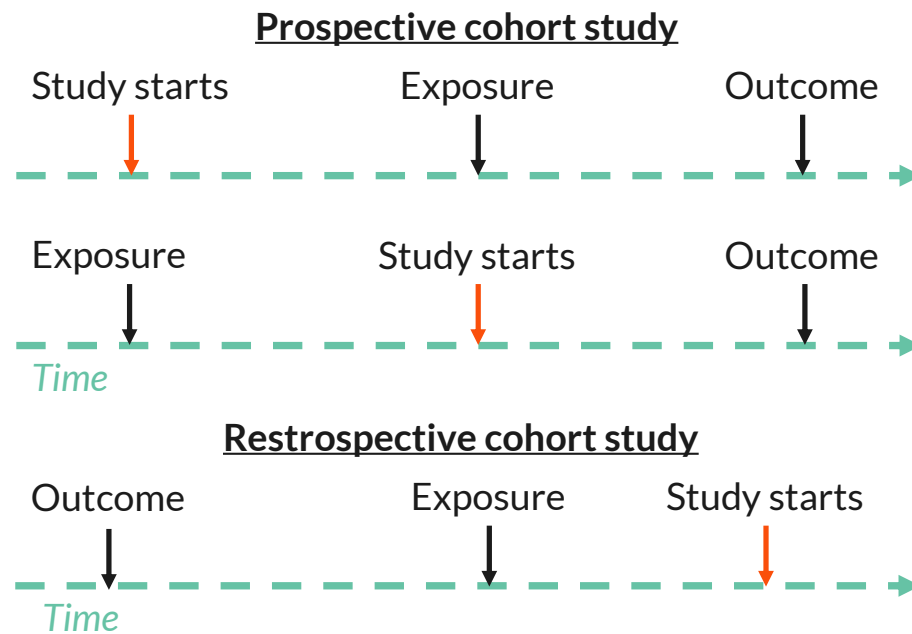 Prospective cohort study
Study starts Exposure Outcome
Exposure Study starts Outcome
Time
Restrospective cohort study
Outcome Exposure Study starts
Time